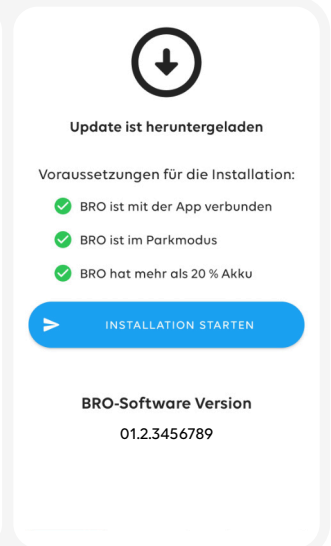 Update ist heruntergeladen
Voraussetzungen für die Installation:
BRO ist mit der App verbunden
BRO ist im Parkmodus
BRO hat mehr als 20 % Akku
INSTALLATION STARTEN
BRO-Software Version
01.2.3456789